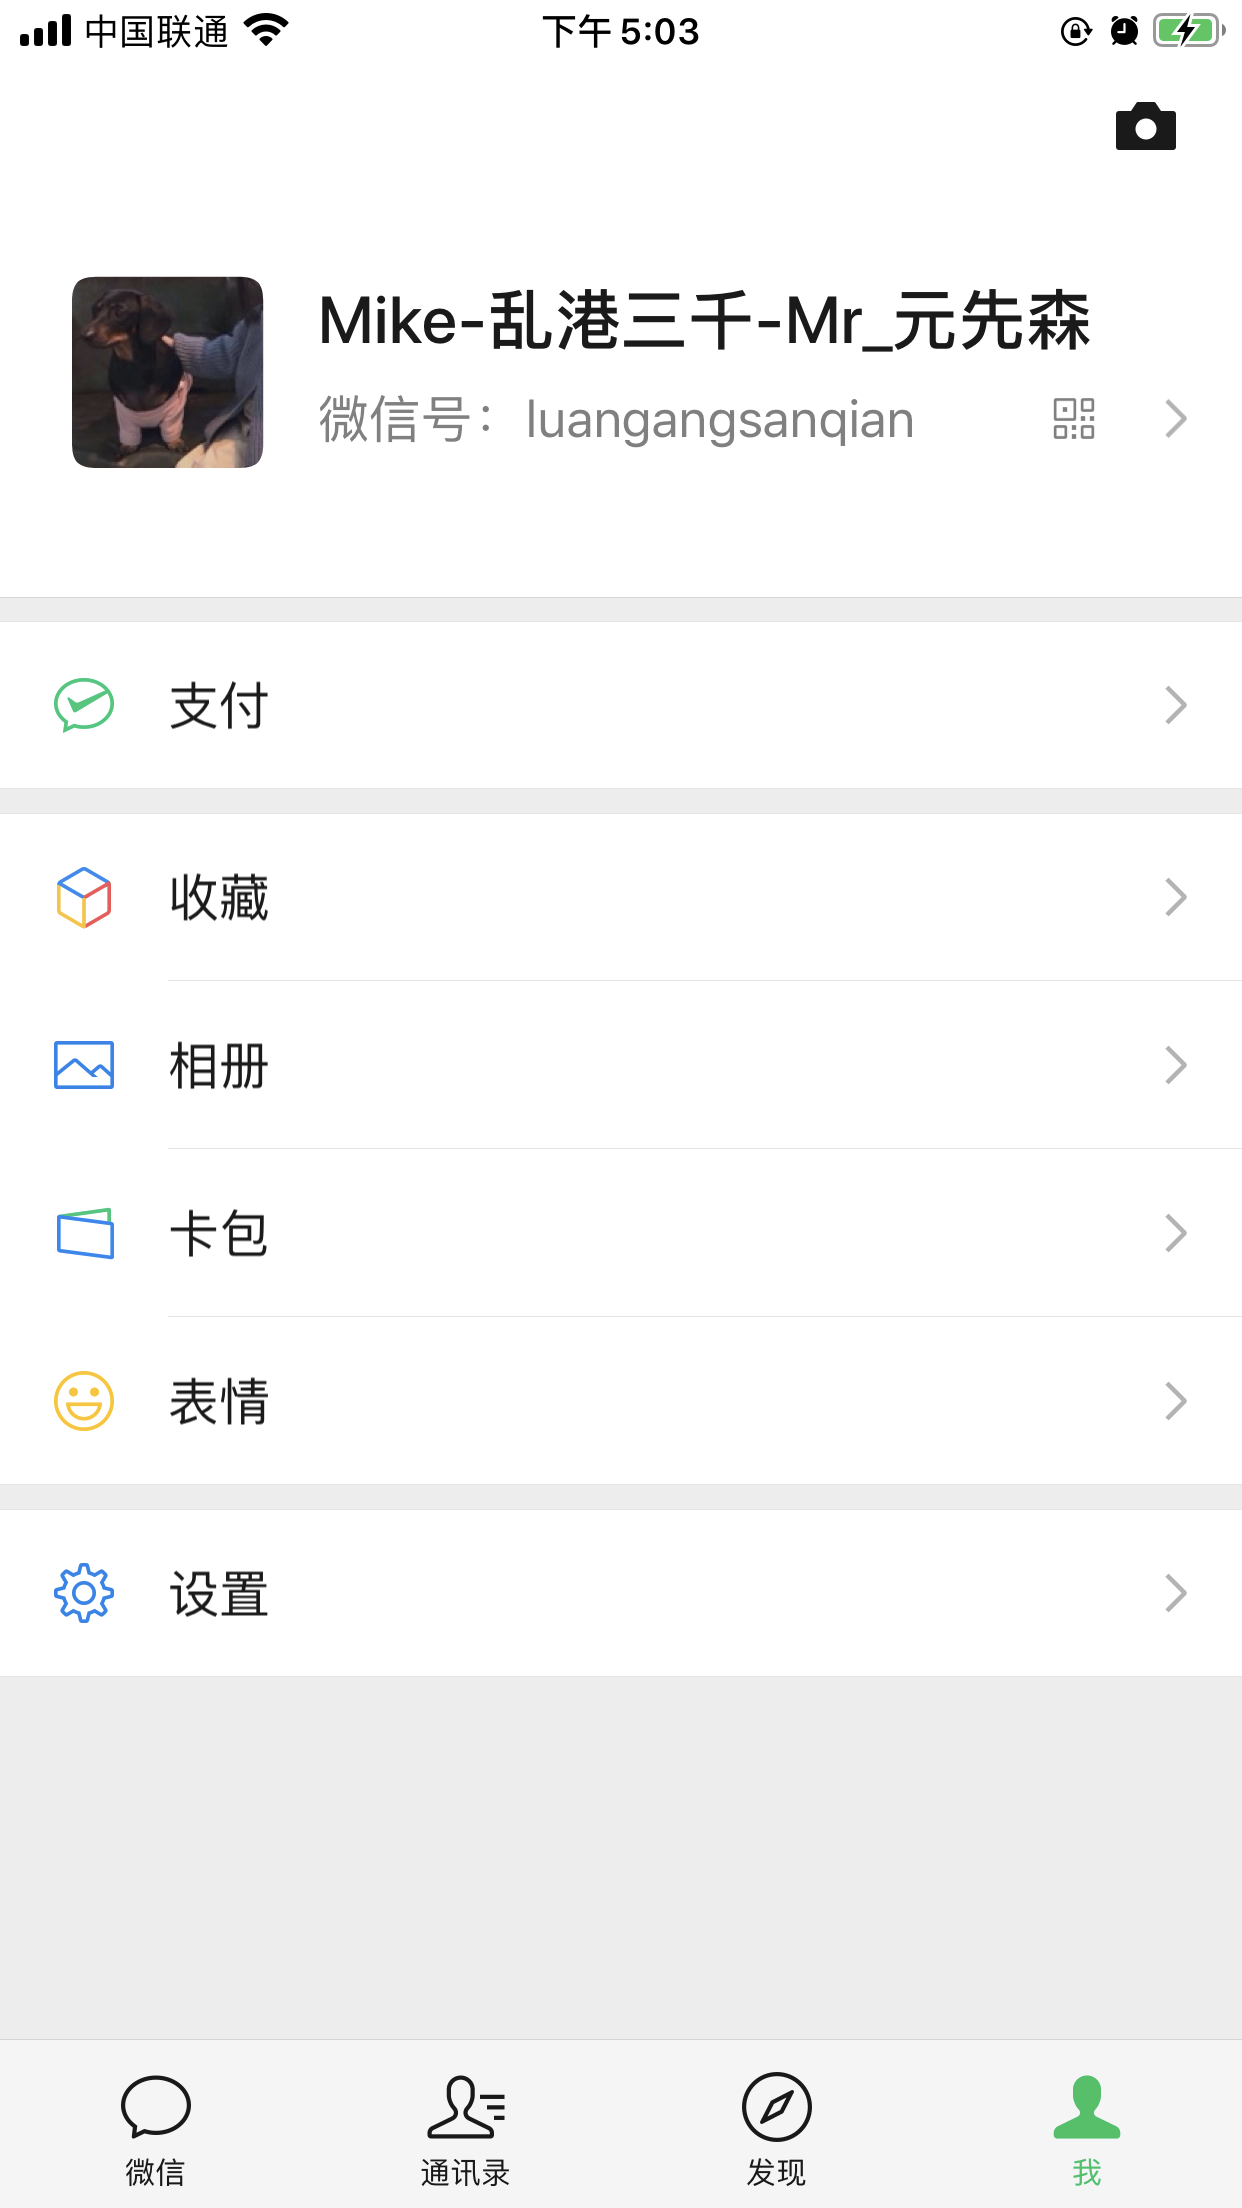 中国联通 下午 5:03
Mike-乱港三千-Mr_元先森
微信号：luangangsanqian
支付
收藏
相册
卡包
表情
设置
微信 通讯录 发现 我